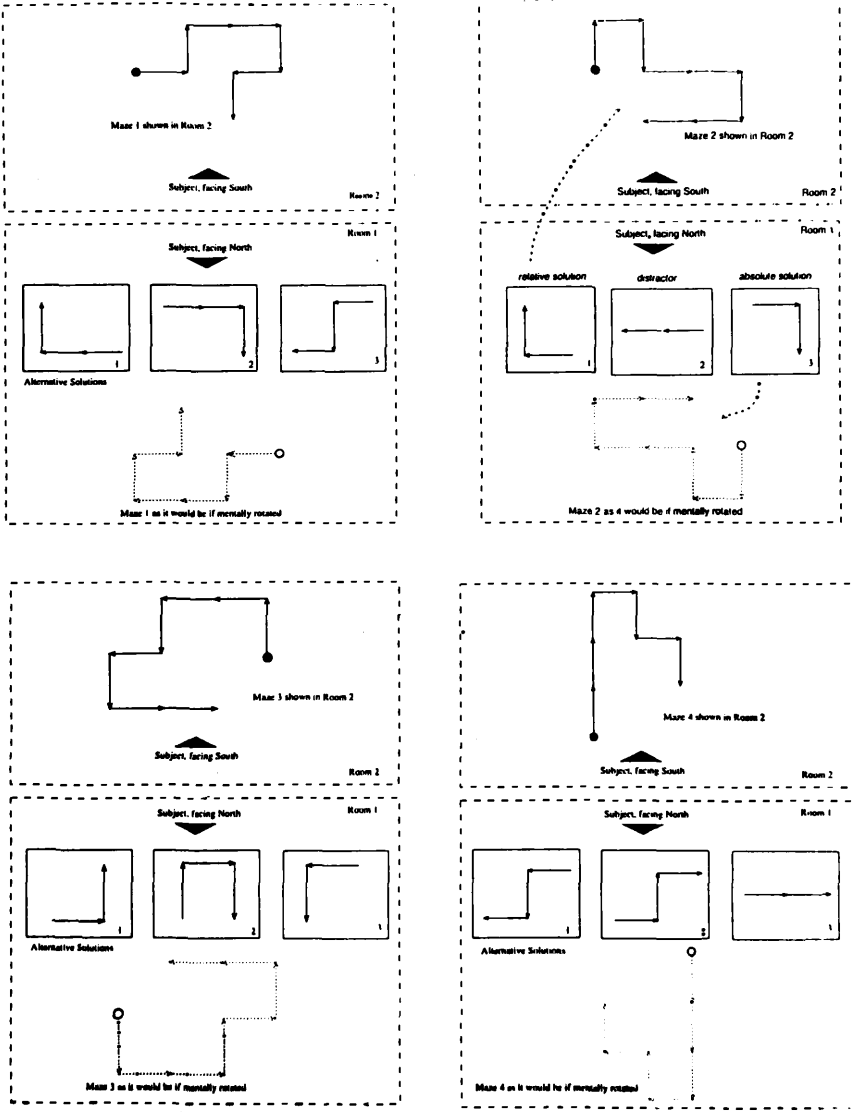 Maze 1 shown in Room 2
Subject, facing South
Room 2
Room 1
Subject, facing North
1
2
3
Alternative Solutions
Maze 1 as it would be if mentally rotated
Maze 2 shown in Room 2
Subject, facing South
Room 2
Room 1
Subject, facing North
relative solution
distractor
absolute solution
1
2
3
Maze 2 as it would be if mentally rotated
Maze 3 shown in Room 2
Subject, facing South
Room 2
Room 1
Subject, facing North
1
2
Alternative Solutions
Maze 3 as it would be if mentally rotated
Maze 4 shown in Room 2
Subject, facing South
Room 2
Room 1
Subject, facing North
1
2
Alternative Solutions
Maze 4 as it would be if mentally rotated